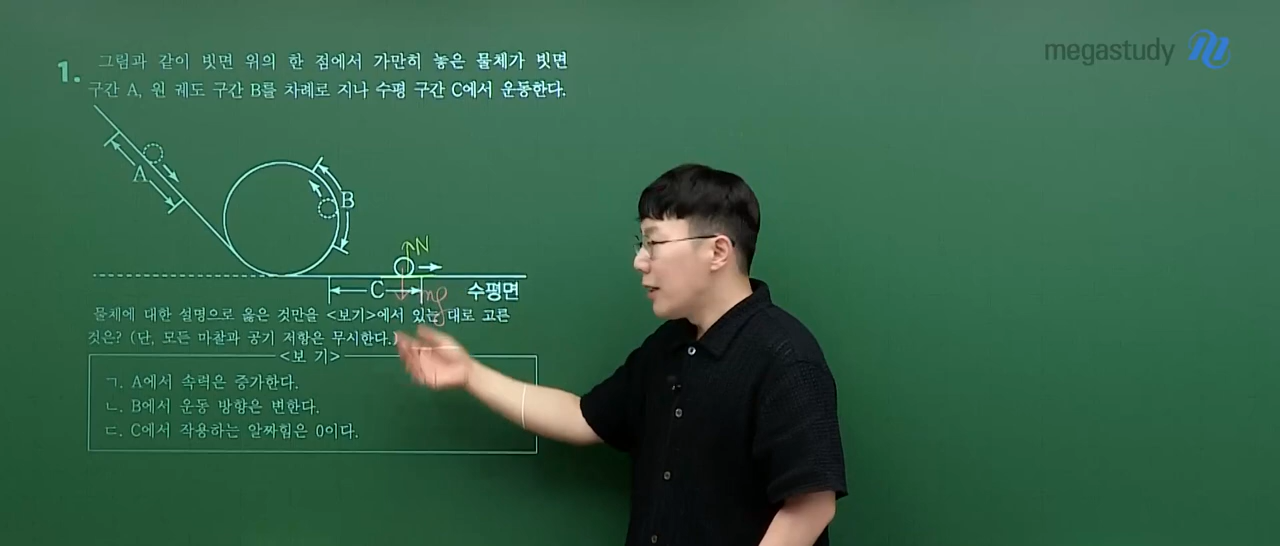 megastudy
1. 그림과 같이 빗면 위의 한 점에서 가만히 놓은 물체가 빗면
구간 A, 원 궤도 구간 B를 차례로 지나 수평 구간 C에서 운동한다.
A
B
N
C
mg
수평면
물체에 대한 설명으로 옳은 것만을 <보기>에서 있는 대로 고른
것은? (단, 모든 마찰과 공기 저항은 무시한다.)
<보 기>
ㄱ. A에서 속력은 증가한다.
ㄴ. B에서 운동 방향은 변한다.
ㄷ. C에서 작용하는 알짜힘은 0이다.